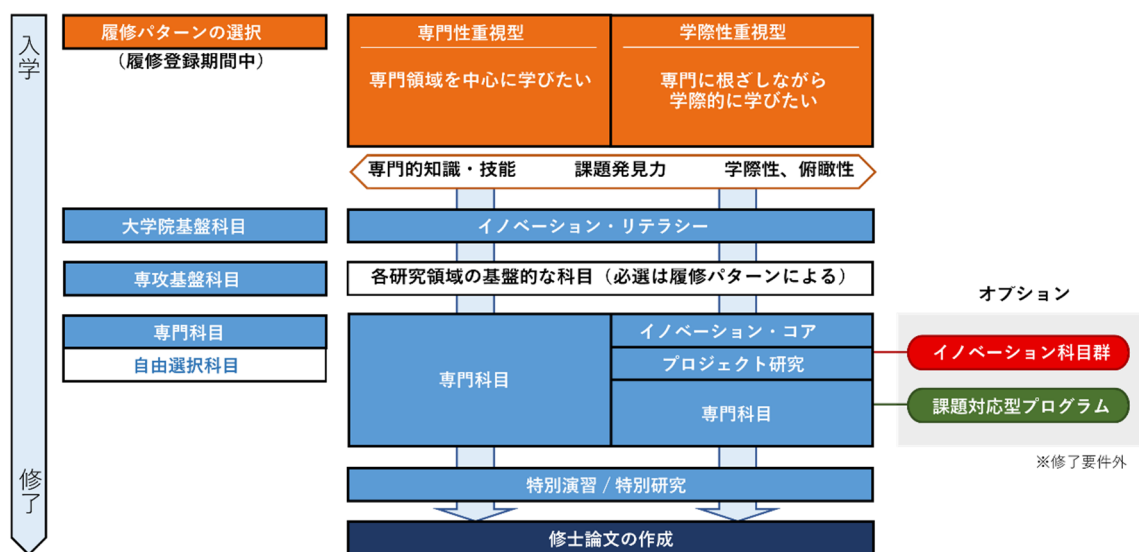 入学
履修パターンの選択
(履修登録期間中)
専門性重視型
学際性重視型
専門領域を中心に学びたい
専門に根ざしながら
学際的に学びたい
専門的知識・技能
課題発見力
学際性、俯瞰性
大学院基盤科目
イノベーション・リテラシー
専攻基盤科目
各研究領域の基盤的な科目（必選は履修パターンによる）
専門科目
自由選択科目
専門科目
イノベーション・コア
プロジェクト研究
専門科目
オプション
イノベーション科目群
課題対応型プログラム
※修了要件外
特別演習 / 特別研究
修士論文の作成
修了